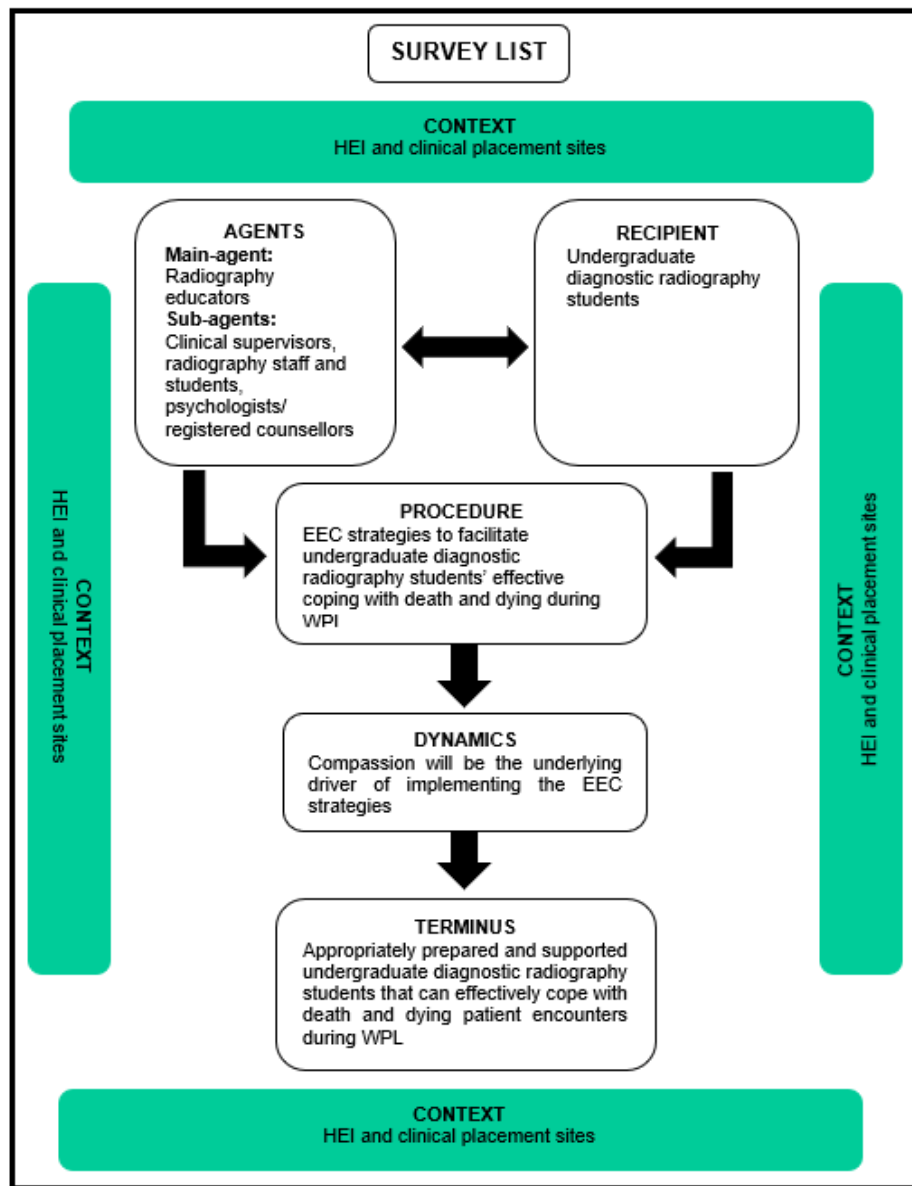 SURVEY LIST
CONTEXT
HEI and clinical placement sites
AGENTS
Main-agent:
Radiography
educators
Sub-agents:
Clinical supervisors,
radiography staff and
students,
psychologists/
registered counsellors
RECIPIENT
Undergraduate
diagnostic radiography
students
CONTEXT
HEI and clinical placement sites
CONTEXT
HEI and clinical placement sites
PROCEDURE
EEC strategies to facilitate
undergraduate diagnostic
radiography students' effective
coping with death and dying during
WPL
DYNAMICS
Compassion will be the underlying
driver of implementing the EEC
strategies
TERMINUS
Appropriately prepared and supported
undergraduate diagnostic radiography
students that can effectively cope with
death and dying patient encounters
during WPL
CONTEXT
HEI and clinical placement sites